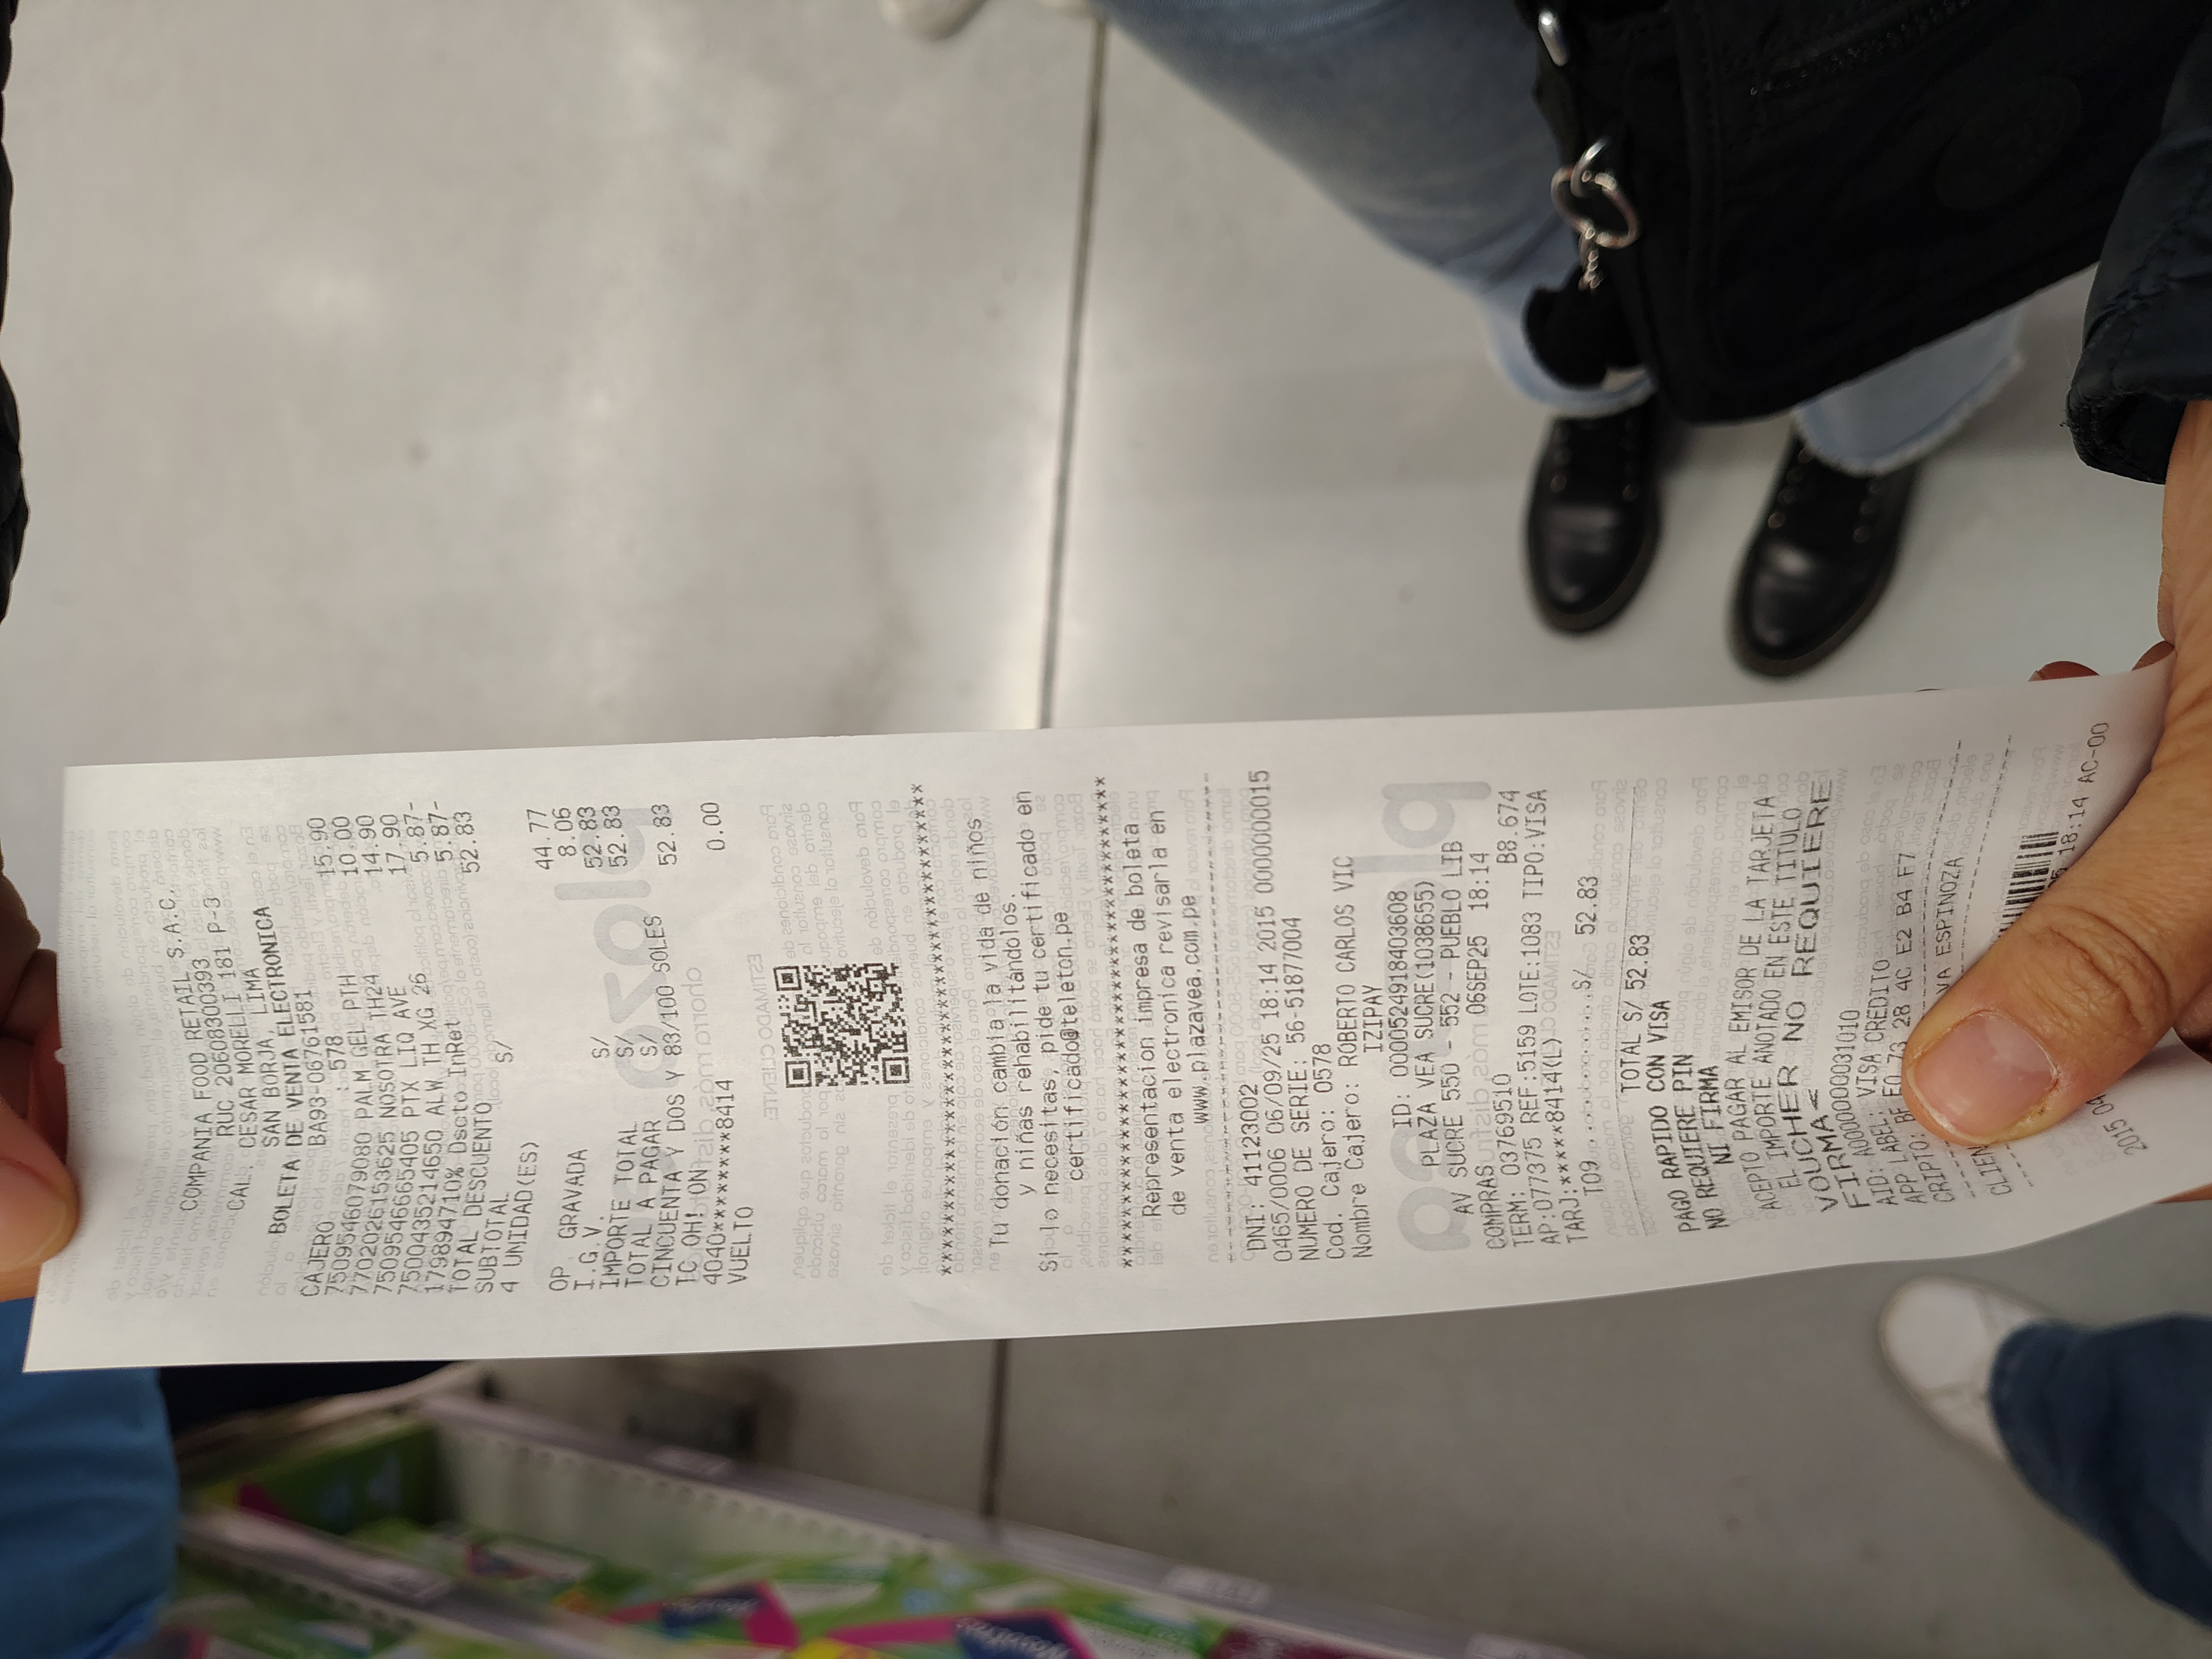 COMPANIA FOOD RETAIL S.A.C.
RUC 20608300393
CAL. CESAR MORELLI 181 P-3
SAN BORJA, LIMA
BOLETA DE VENTA ELECTRONICA
BA93-06761581
CAJERO : 578
7509546079080 PALM GEL PTH 15.90
7702026153625 NOSOTRA TH24 10.00
7509546665405 PTX LIQ AVE 14.90
7500435214650 ALW TH XG 26 17.90
179894710% Dscto InRet 5.87-
TOTAL DESCUENTO 5.87-
SUBTOTAL S/ 52.83
4 UNIDAD(ES)
OP. GRAVADA 44.77
I.G.V. S/ 8.06
IMPORTE TOTAL S/ 52.83
TOTAL A PAGAR S/ 52.83
CINCUENTA Y DOS Y 83/100 SOLES
TC OH! ON 52.83
4040********8414
VUELTO 0.00
**************************************
Tu donación cambia la vida de niños
y niñas rehabilitándolos.
Si lo necesitas, pide tu certificado en
certificado@teleton.pe
**************************************
Representacion impresa de boleta
de venta electronica revisarla en
www.plazavea.com.pe
DNI: 41123002
0465/0006 06/09/25 18:14 2015 0000000015
NUMERO DE SERIE: 56-51877004
Cod. Cajero: 0578
Nombre Cajero: ROBERTO CARLOS VIC
IZIPAY
ID: 0000524918403608
PLAZA VEA SUCRE(1038655)
AV SUCRE 550 - 552 - PUEBLO LIB
COMPRAS 06SEP25 18:14
TERM: 03769510 B8.674
AP:077375 REF:5159 LOTE:1083 TIPO:VISA
TARJ:*****8414(L)
T09............S/ 52.83
TOTAL S/ 52.83
PAGO RAPIDO CON VISA
NO REQUIERE PIN
NI FIRMA
ACEPTO PAGAR AL EMISOR DE LA TARJETA
EL IMPORTE ANOTADO EN ESTE TITULO
VOUCHER NO REQUIERE
FIRMA<
AID: A0000000031010
APP LABEL: VISA CREDITO
CRIPTO: BF E0 73 28 4C E2 B4 F7
VA ESPINOZA
CLIEN
2015 04 18:14 AC-00